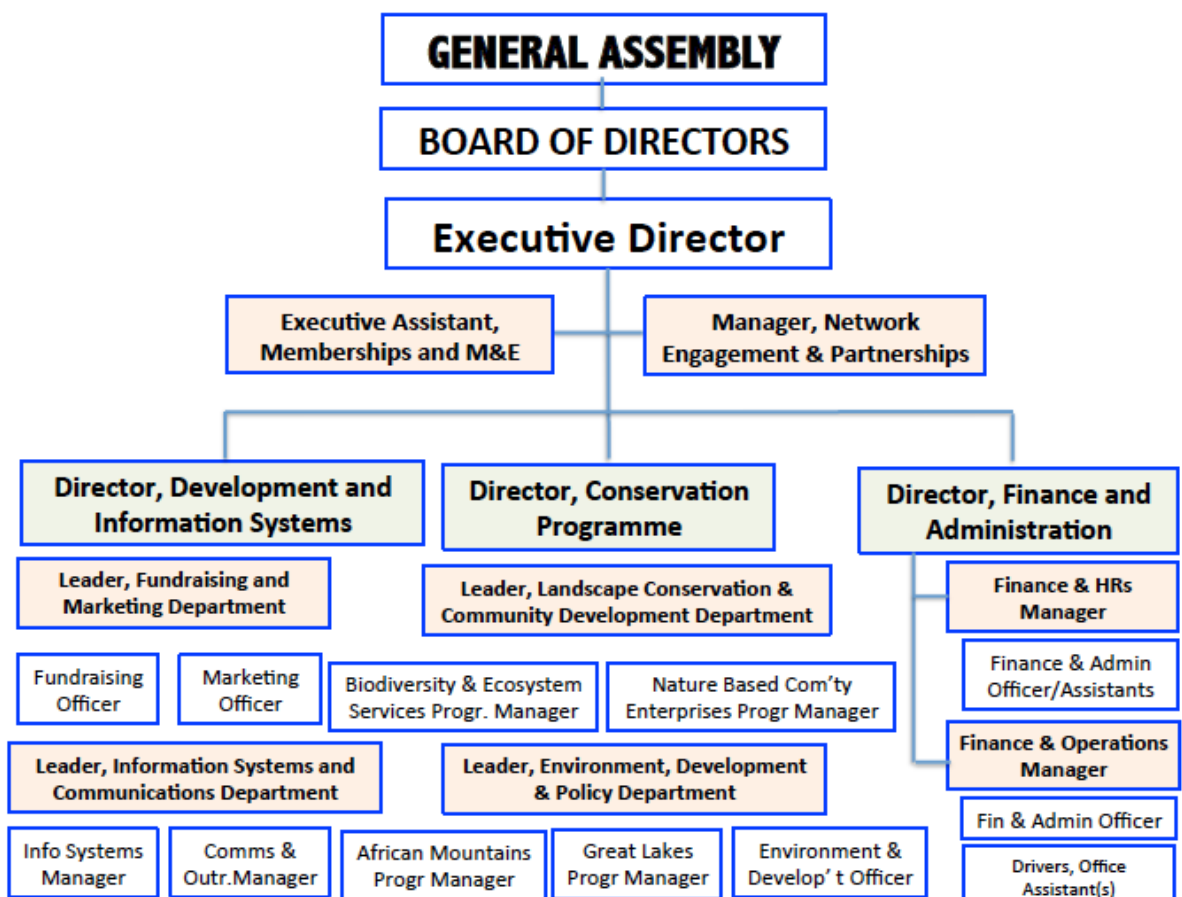 GENERAL ASSEMBLY
BOARD OF DIRECTORS
Executive Director
Executive Assistant,
Memberships and M&E
Manager, Network
Engagement & Partnerships
Director, Development and
Information Systems
Director, Conservation
Programme
Director, Finance and
Administration
Leader, Fundraising and
Marketing Department
Leader, Landscape Conservation &
Community Development Department
Finance & HRs
Manager
Fundraising
Officer
Marketing
Officer
Biodiversity & Ecosystem
Services Progr. Manager
Nature Based Com'ty
Enterprises Progr Manager
Finance & Admin
Officer/Assistants
Leader, Information Systems and
Communications Department
Leader, Environment, Development
& Policy Department
Finance & Operations
Manager
Info Systems
Manager
Comms &
Outr.Manager
African Mountains
Progr Manager
Great Lakes
Progr Manager
Environment &
Develop' t Officer
Fin & Admin Officer
Drivers, Office
Assistant(s)